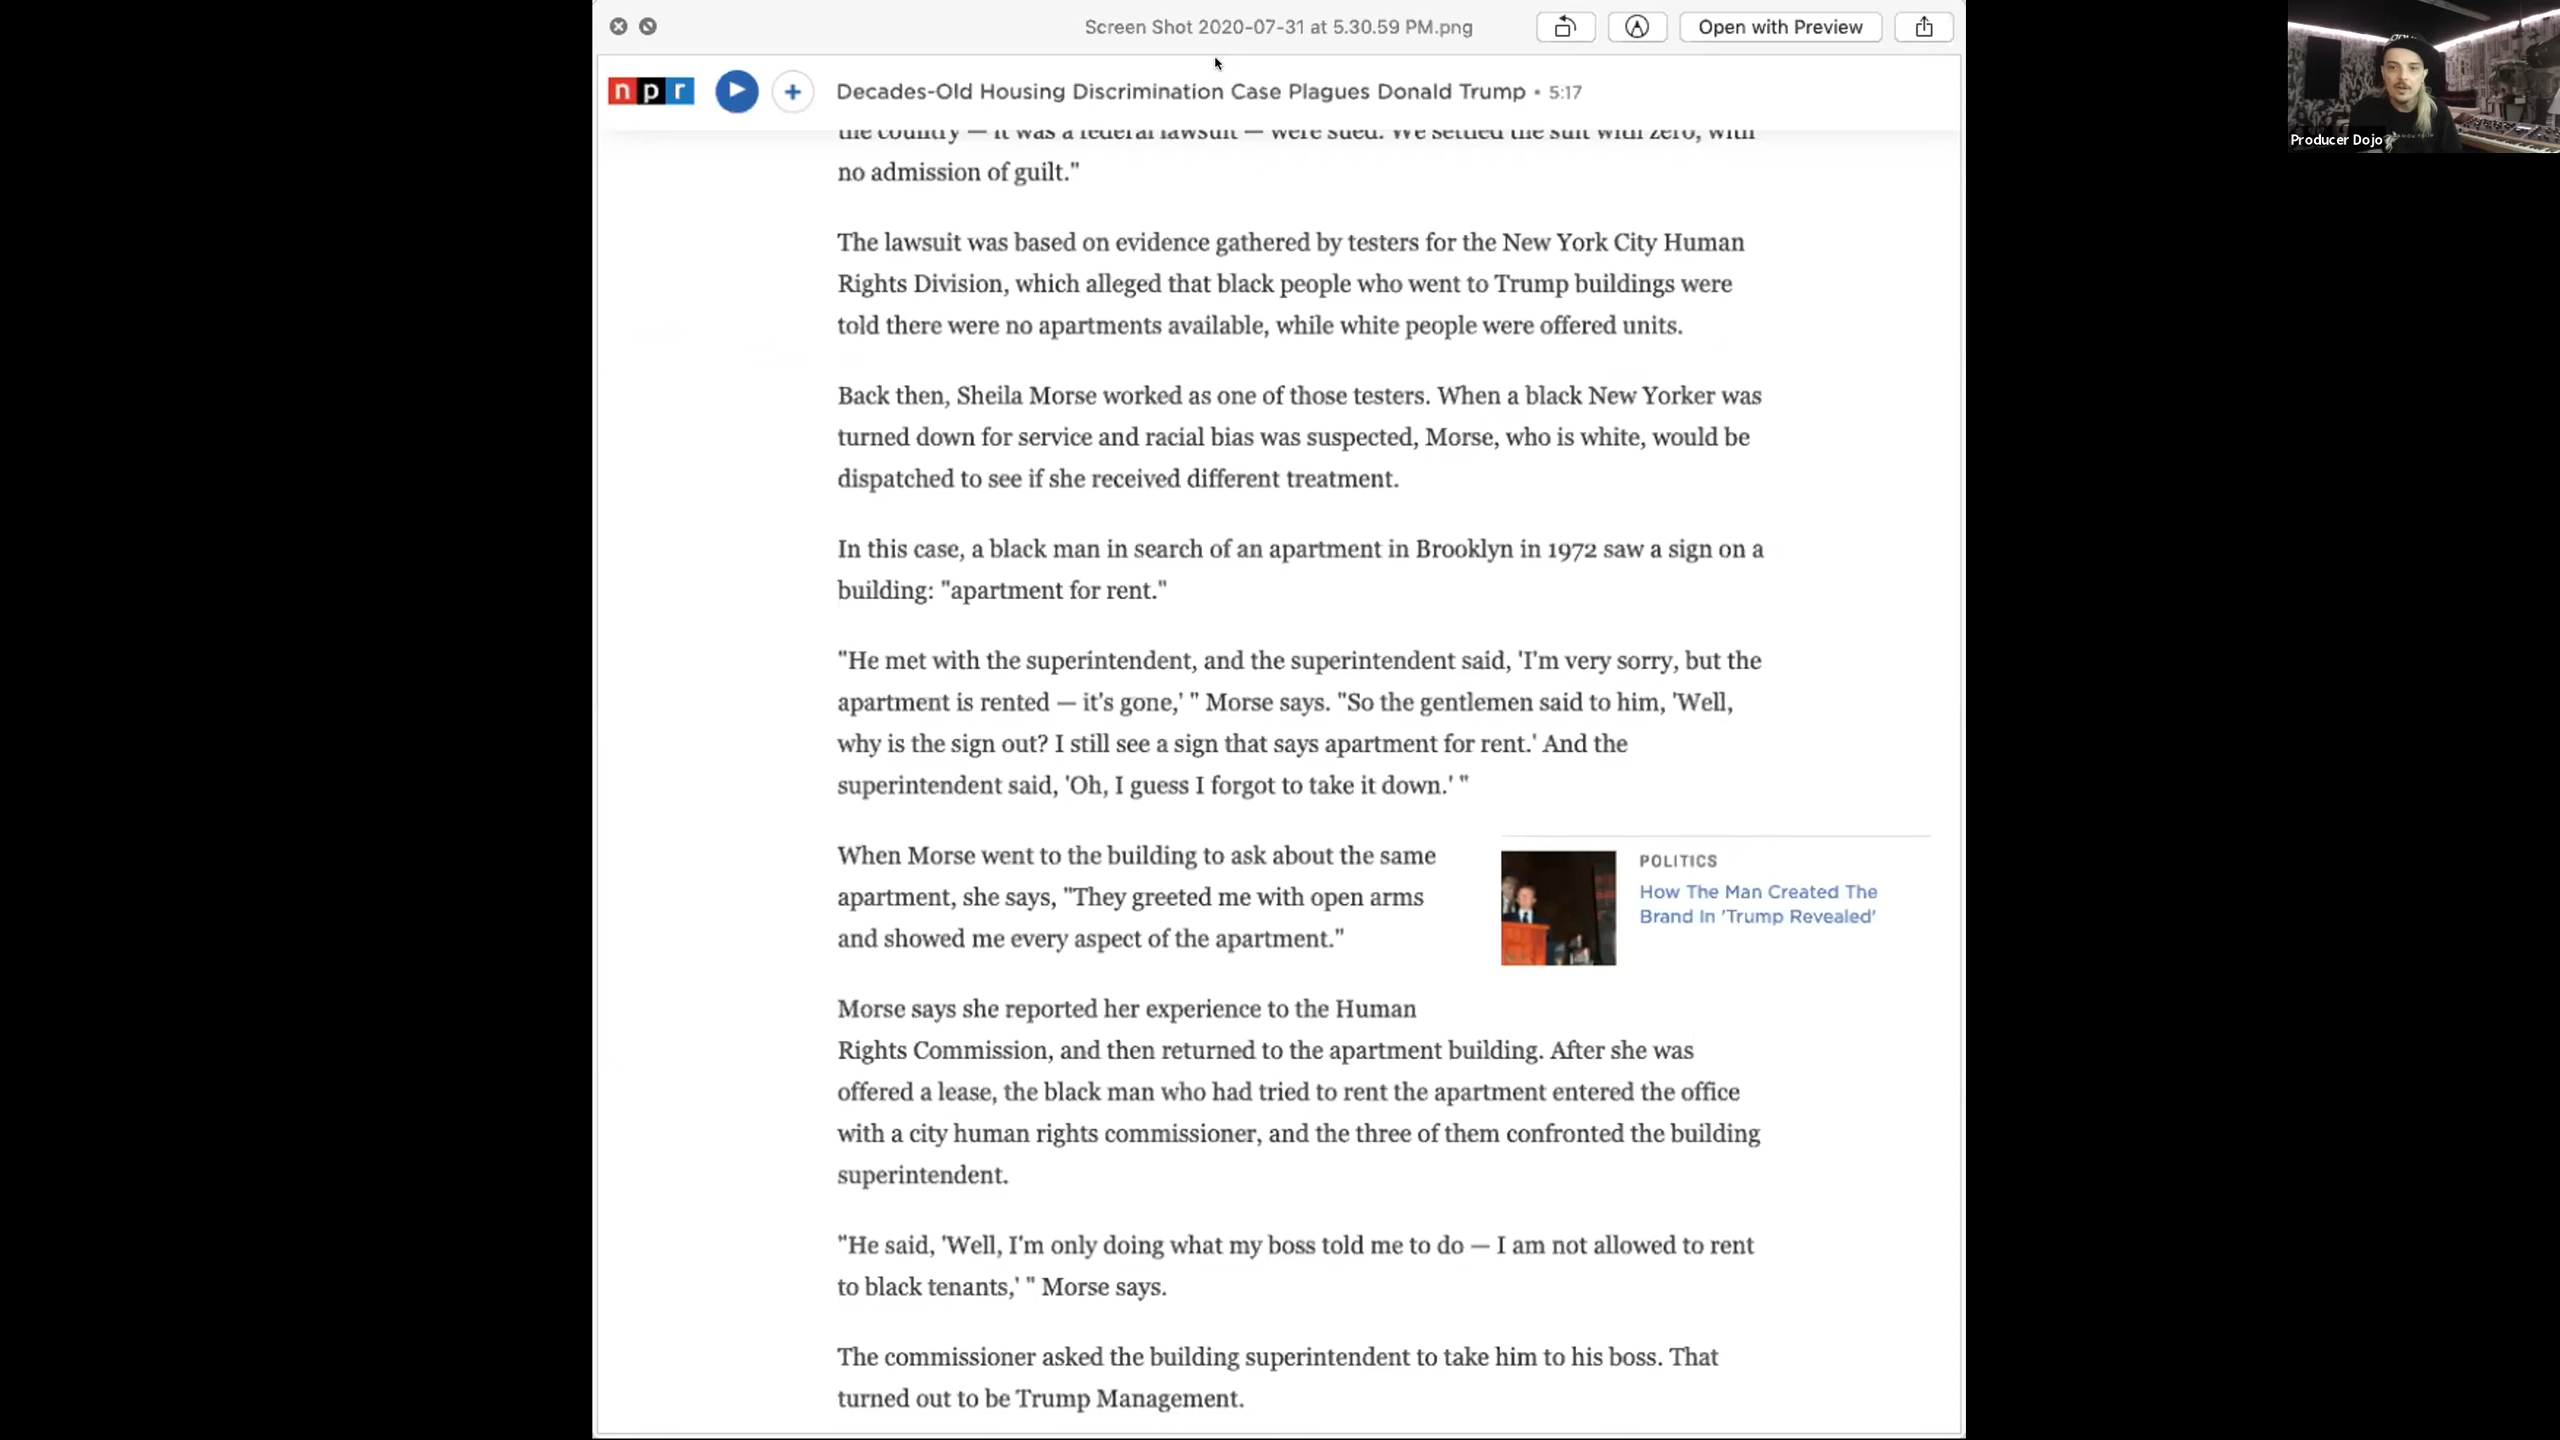 Screen Shot 2020-07-31 at 5.30.59 PM.png
Open with Preview
npr
Decades-Old Housing Discrimination Case Plagues Donald Trump • 5:17
the country — it was a federal lawsuit — were sued. We settled the suit with zero, with
no admission of guilt."
The lawsuit was based on evidence gathered by testers for the New York City Human
Rights Division, which alleged that black people who went to Trump buildings were
told there were no apartments available, while white people were offered units.
Back then, Sheila Morse worked as one of those testers. When a black New Yorker was
turned down for service and racial bias was suspected, Morse, who is white, would be
dispatched to see if she received different treatment.
In this case, a black man in search of an apartment in Brooklyn in 1972 saw a sign on a
building: "apartment for rent."
"He met with the superintendent, and the superintendent said, 'I'm very sorry, but the
apartment is rented — it's gone,' " Morse says. "So the gentlemen said to him, 'Well,
why is the sign out? I still see a sign that says apartment for rent.' And the
superintendent said, 'Oh, I guess I forgot to take it down.' "
When Morse went to the building to ask about the same
apartment, she says, "They greeted me with open arms
and showed me every aspect of the apartment."
POLITICS
How The Man Created The
Brand In 'Trump Revealed'
Morse says she reported her experience to the Human
Rights Commission, and then returned to the apartment building. After she was
offered a lease, the black man who had tried to rent the apartment entered the office
with a city human rights commissioner, and the three of them confronted the building
superintendent.
"He said, 'Well, I'm only doing what my boss told me to do — I am not allowed to rent
to black tenants,' " Morse says.
The commissioner asked the building superintendent to take him to his boss. That
turned out to be Trump Management.
Producer Dojo